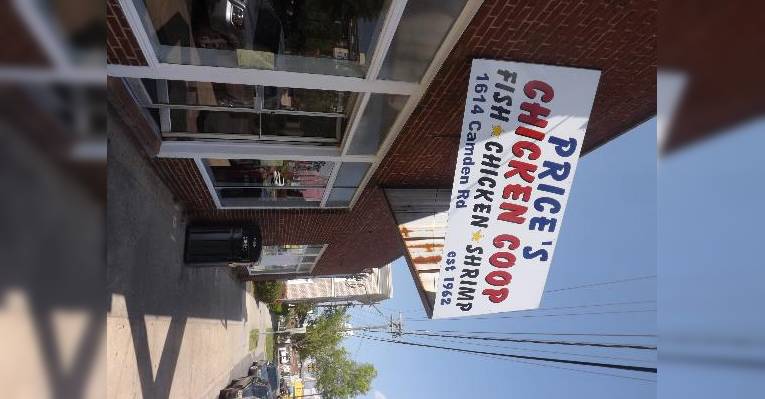 PRICE'S
CHICKEN COOP
FISH ★ CHICKEN ★ SHRIMP
1614 Camden Rd est 1962